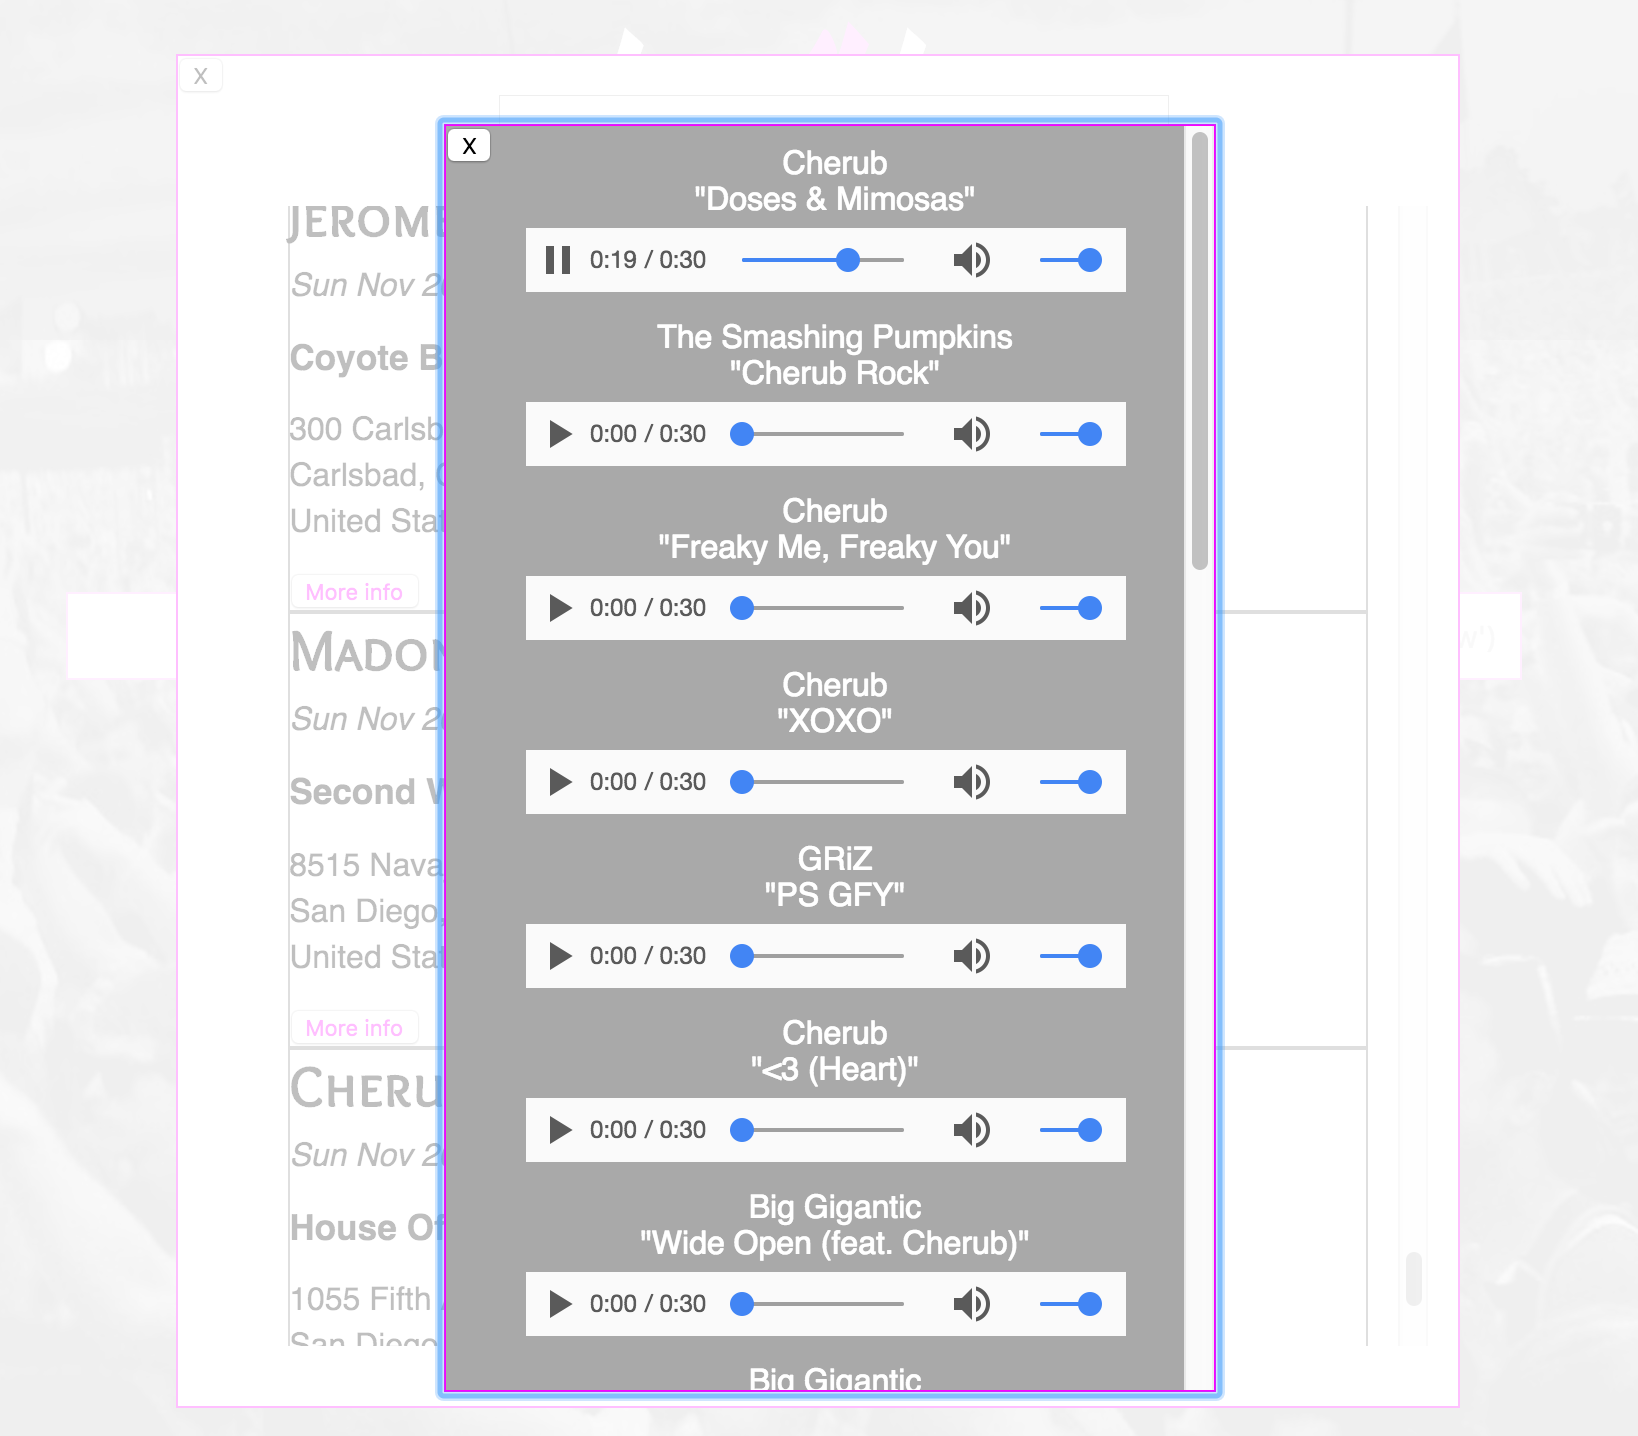 X
X
Cherub
"Doses & Mimosas"
0:19 / 0:30
The Smashing Pumpkins
"Cherub Rock"
0:00 / 0:30
Cherub
"Freaky Me, Freaky You"
0:00 / 0:30
Cherub
"XOXO"
0:00 / 0:30
GRiZ
"PS GFY"
0:00 / 0:30
Cherub
"<3 (Heart)"
0:00 / 0:30
Big Gigantic
"Wide Open (feat. Cherub)"
0:00 / 0:30
Big Gigantic
JEROME
Sun Nov 2
Coyote B
300 Carlsb
Carlsbad,
United Sta
More info
MADON
Sun Nov 2
Second W
8515 Nava
San Diego,
United Sta
More info
CHERU
Sun Nov 2
House Of
1055 Fifth
San Diego
w')